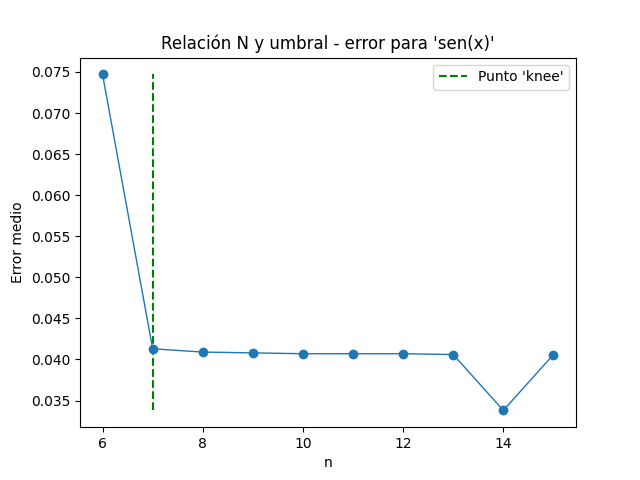 Relación N y umbral - error para 'sen(x)'
Punto 'knee'
Error medio
0.075
0.070
0.065
0.060
0.055
0.050
0.045
0.040
0.035
6 8 10 12 14
n